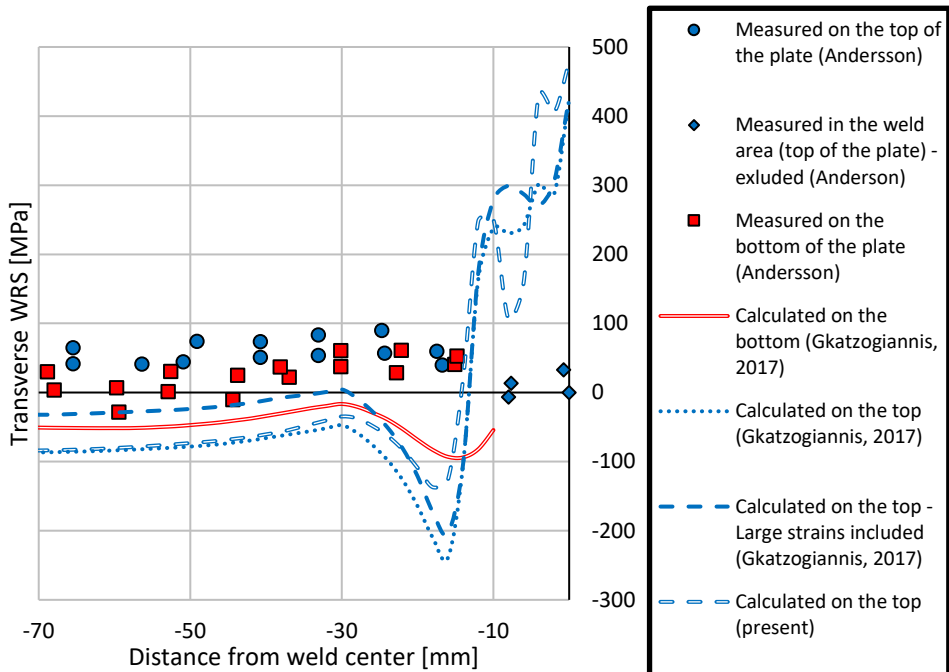 Transverse WRS [MPa]
500
400
300
200
100
0
-100
-200
-300
-70
-50
-30
-10
Distance from weld center [mm]
Measured on the top of
the plate (Andersson)
Measured in the weld
area (top of the plate) -
exluded (Anderson)
Measured on the
bottom of the plate
(Andersson)
Calculated on the
bottom (Gkatzogiannis,
2017)
Calculated on the top
(Gkatzogiannis, 2017)
Calculated on the top -
Large strains included
(Gkatzogiannis, 2017)
Calculated on the top
(present)